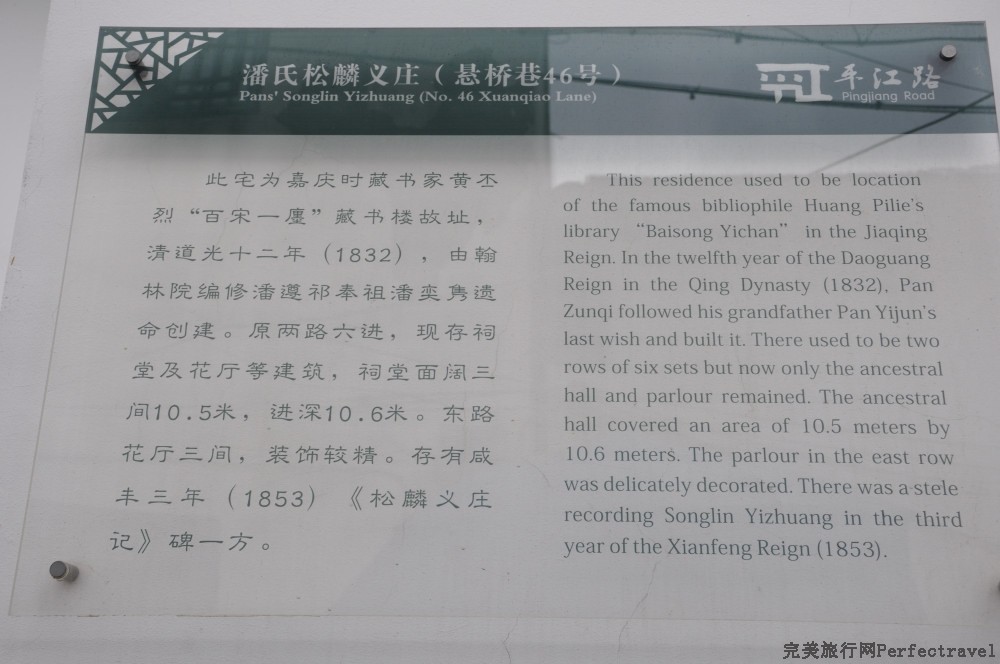 潘氏松麟义庄（悬桥巷46号）
Pans' Songlin Yizhuang (No. 46 Xuanqiao Lane)
平江路
Pingjiang Road
此宅为嘉庆时藏书家黄丕
烈“百宋一廛”藏书楼故址，
清道光十二年（1832），由翰
林院编修潘遵祁奉祖潘奕隽遗
命创建。原两路六进，现存祠
堂及花厅等建筑，祠堂面阔三
间10.5米，进深10.6米。东路
花厅三间，装饰较精。存有咸
丰三年（1853）《松麟义庄
记》碑一方。
This residence used to be location
of the famous bibliophile Huang Pilie's
library “Baisong Yichan” in the Jiaqing
Reign. In the twelfth year of the Daoguang
Reign in the Qing Dynasty (1832), Pan
Zunqi followed his grandfather Pan Yijun's
last wish and built it. There used to be two
rows of six sets but now only the ancestral
hall and parlour remained. The ancestral
hall covered an area of 10.5 meters by
10.6 meters. The parlour in the east row
was delicately decorated. There was a stele
recording Songlin Yizhuang in the third
year of the Xianfeng Reign (1853).
完美旅行网Perfectravel